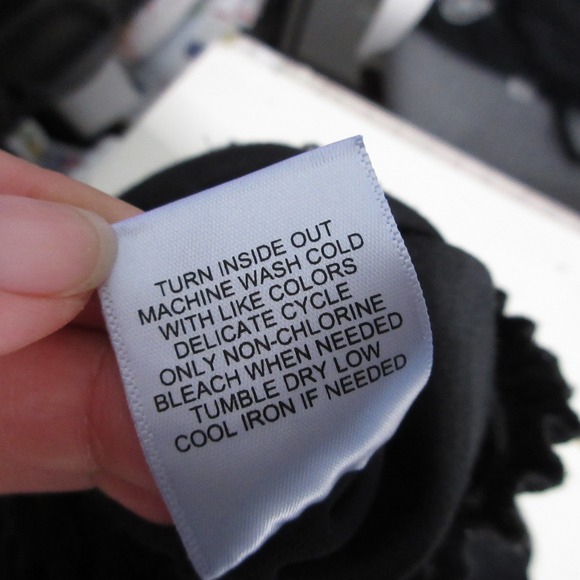 TURN INSIDE OUT
MACHINE WASH COLD
WITH LIKE COLORS
DELICATE CYCLE
ONLY NON-CHLORINE
BLEACH WHEN NEEDED
TUMBLE DRY LOW
COOL IRON IF NEEDED